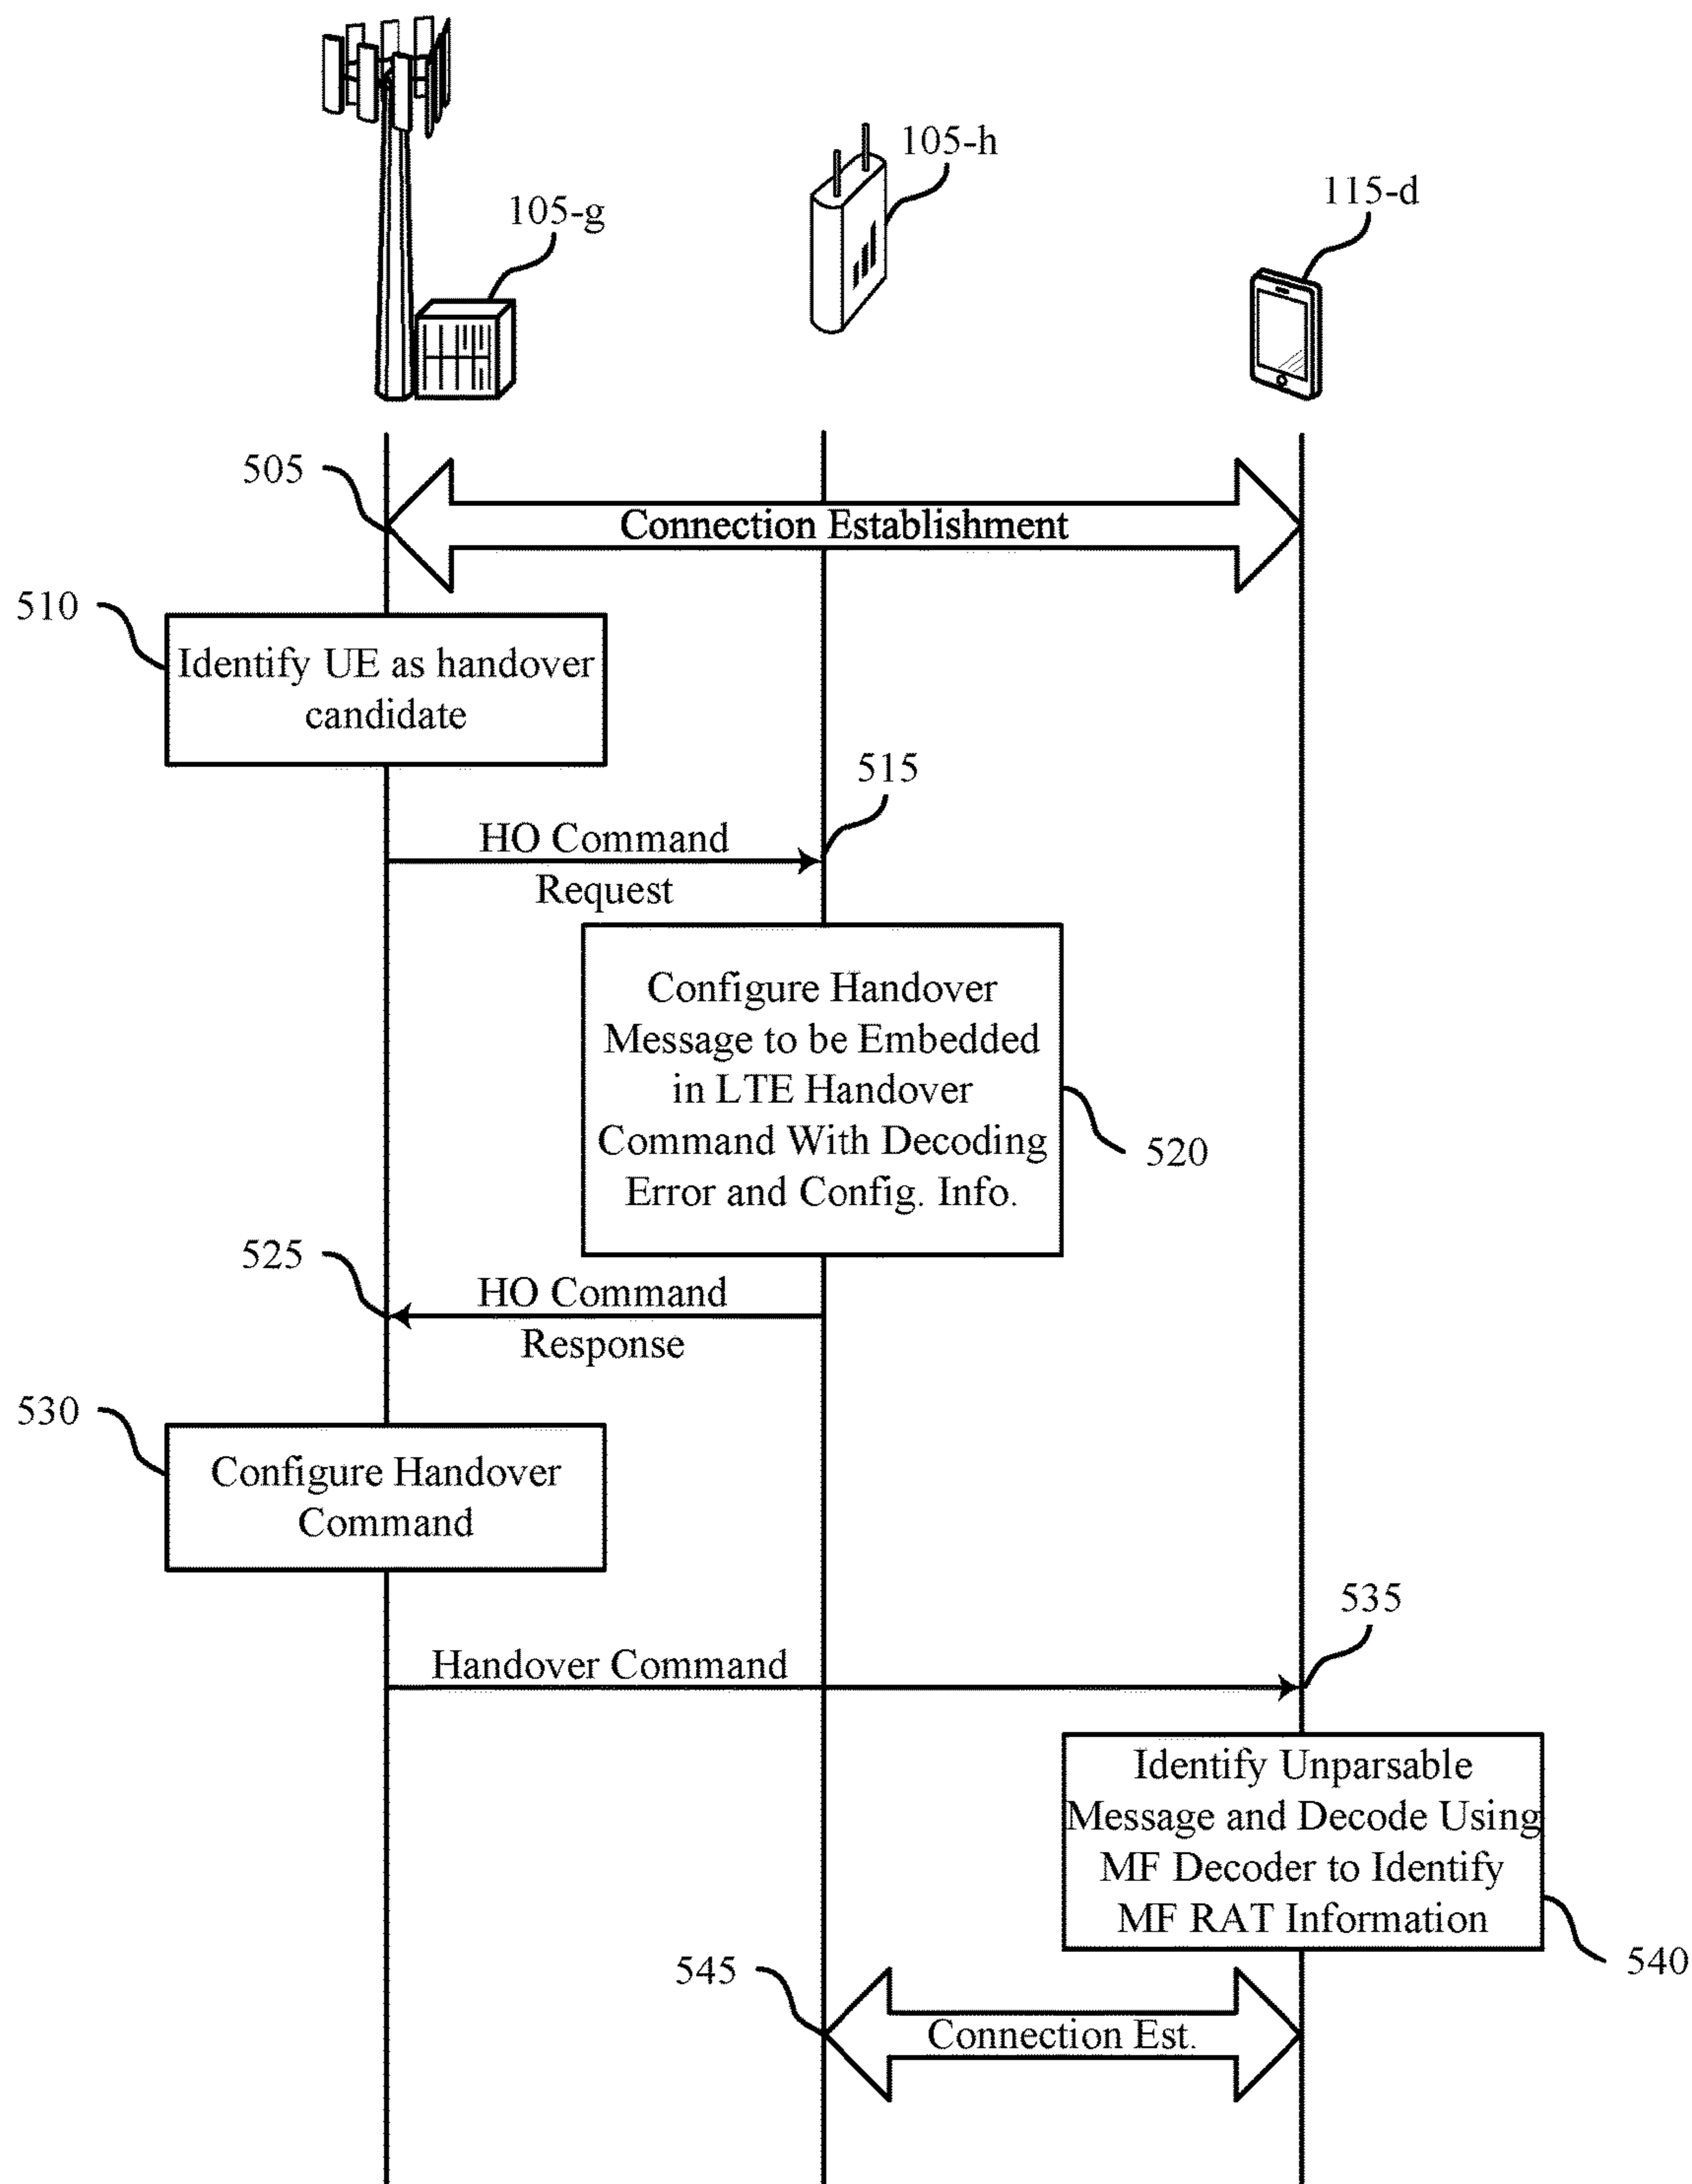 105-g
105-h
115-d
505
Connection Establishment
510
Identify UE as handover
candidate
515
HO Command
Request
Configure Handover
Message to be Embedded
in LTE Handover
Command With Decoding
Error and Config. Info.
520
525
HO Command
Response
530
Configure Handover
Command
535
Handover Command
Identify Unparsable
Message and Decode Using
MF Decoder to Identify
MF RAT Information
540
545
Connection Est.